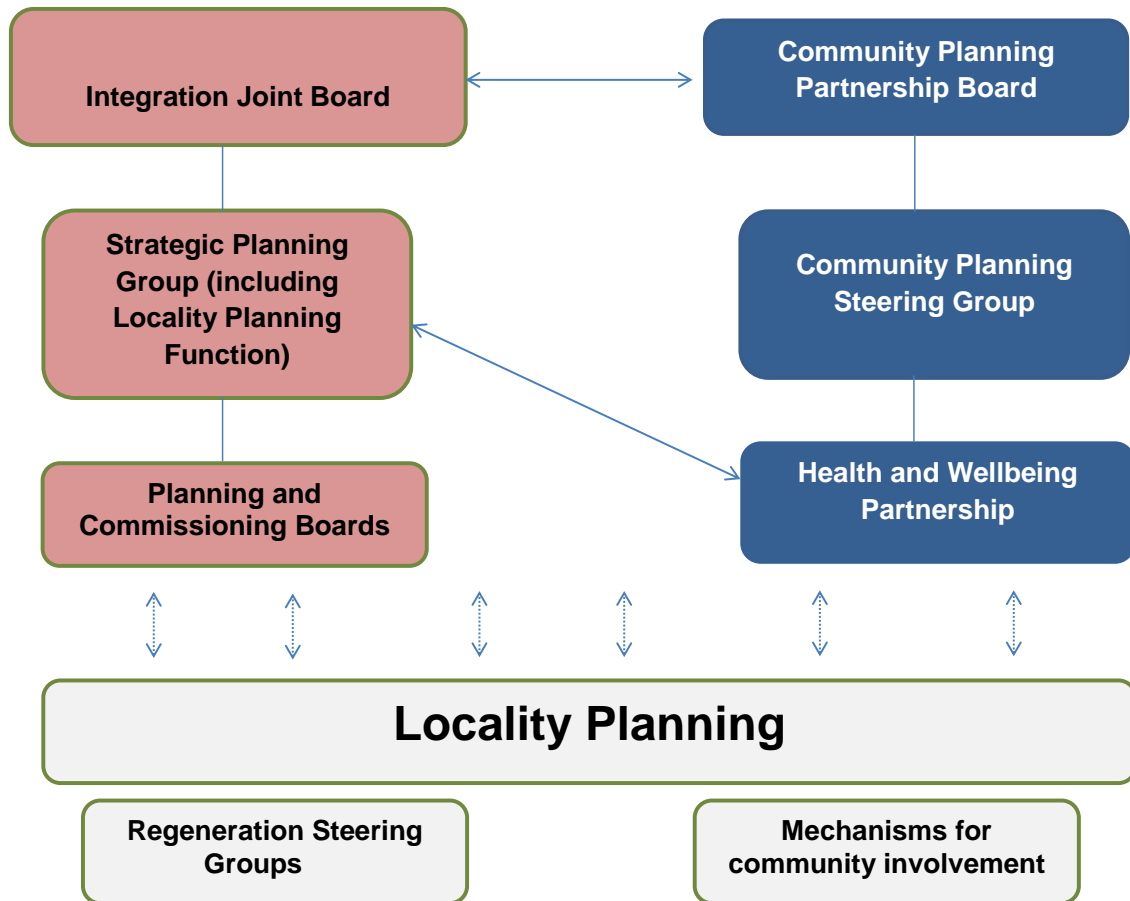 Integration Joint Board
Community Planning
Partnership Board
Strategic Planning
Group (including
Locality Planning
Function)
Community Planning
Steering Group
Planning and
Commissioning Boards
Health and Wellbeing
Partnership
Locality Planning
Regeneration Steering
Groups
Mechanisms for
community involvement